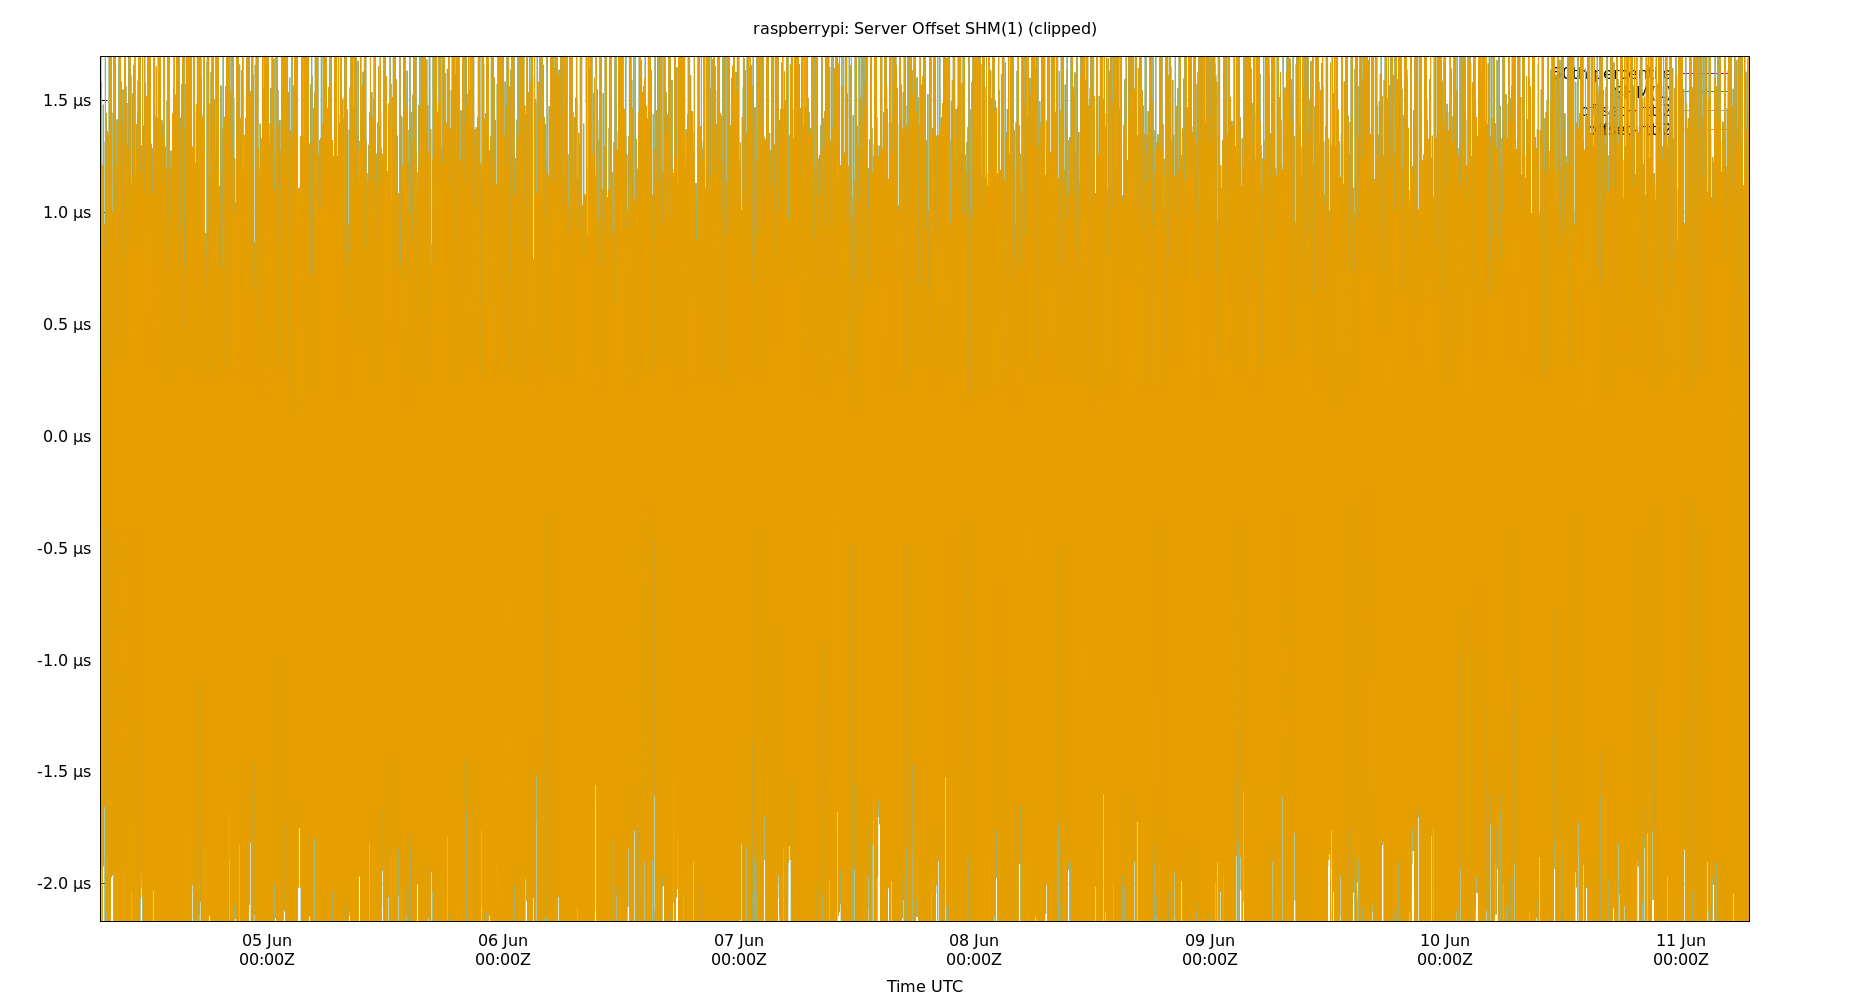 raspberrypi: Server Offset SHM(1) (clipped)
1.5 µs
1.0 µs
0.5 µs
0.0 µs
-0.5 µs
-1.0 µs
-1.5 µs
-2.0 µs
05 Jun
00:00Z
06 Jun
00:00Z
07 Jun
00:00Z
08 Jun
00:00Z
09 Jun
00:00Z
10 Jun
00:00Z
11 Jun
00:00Z
Time UTC